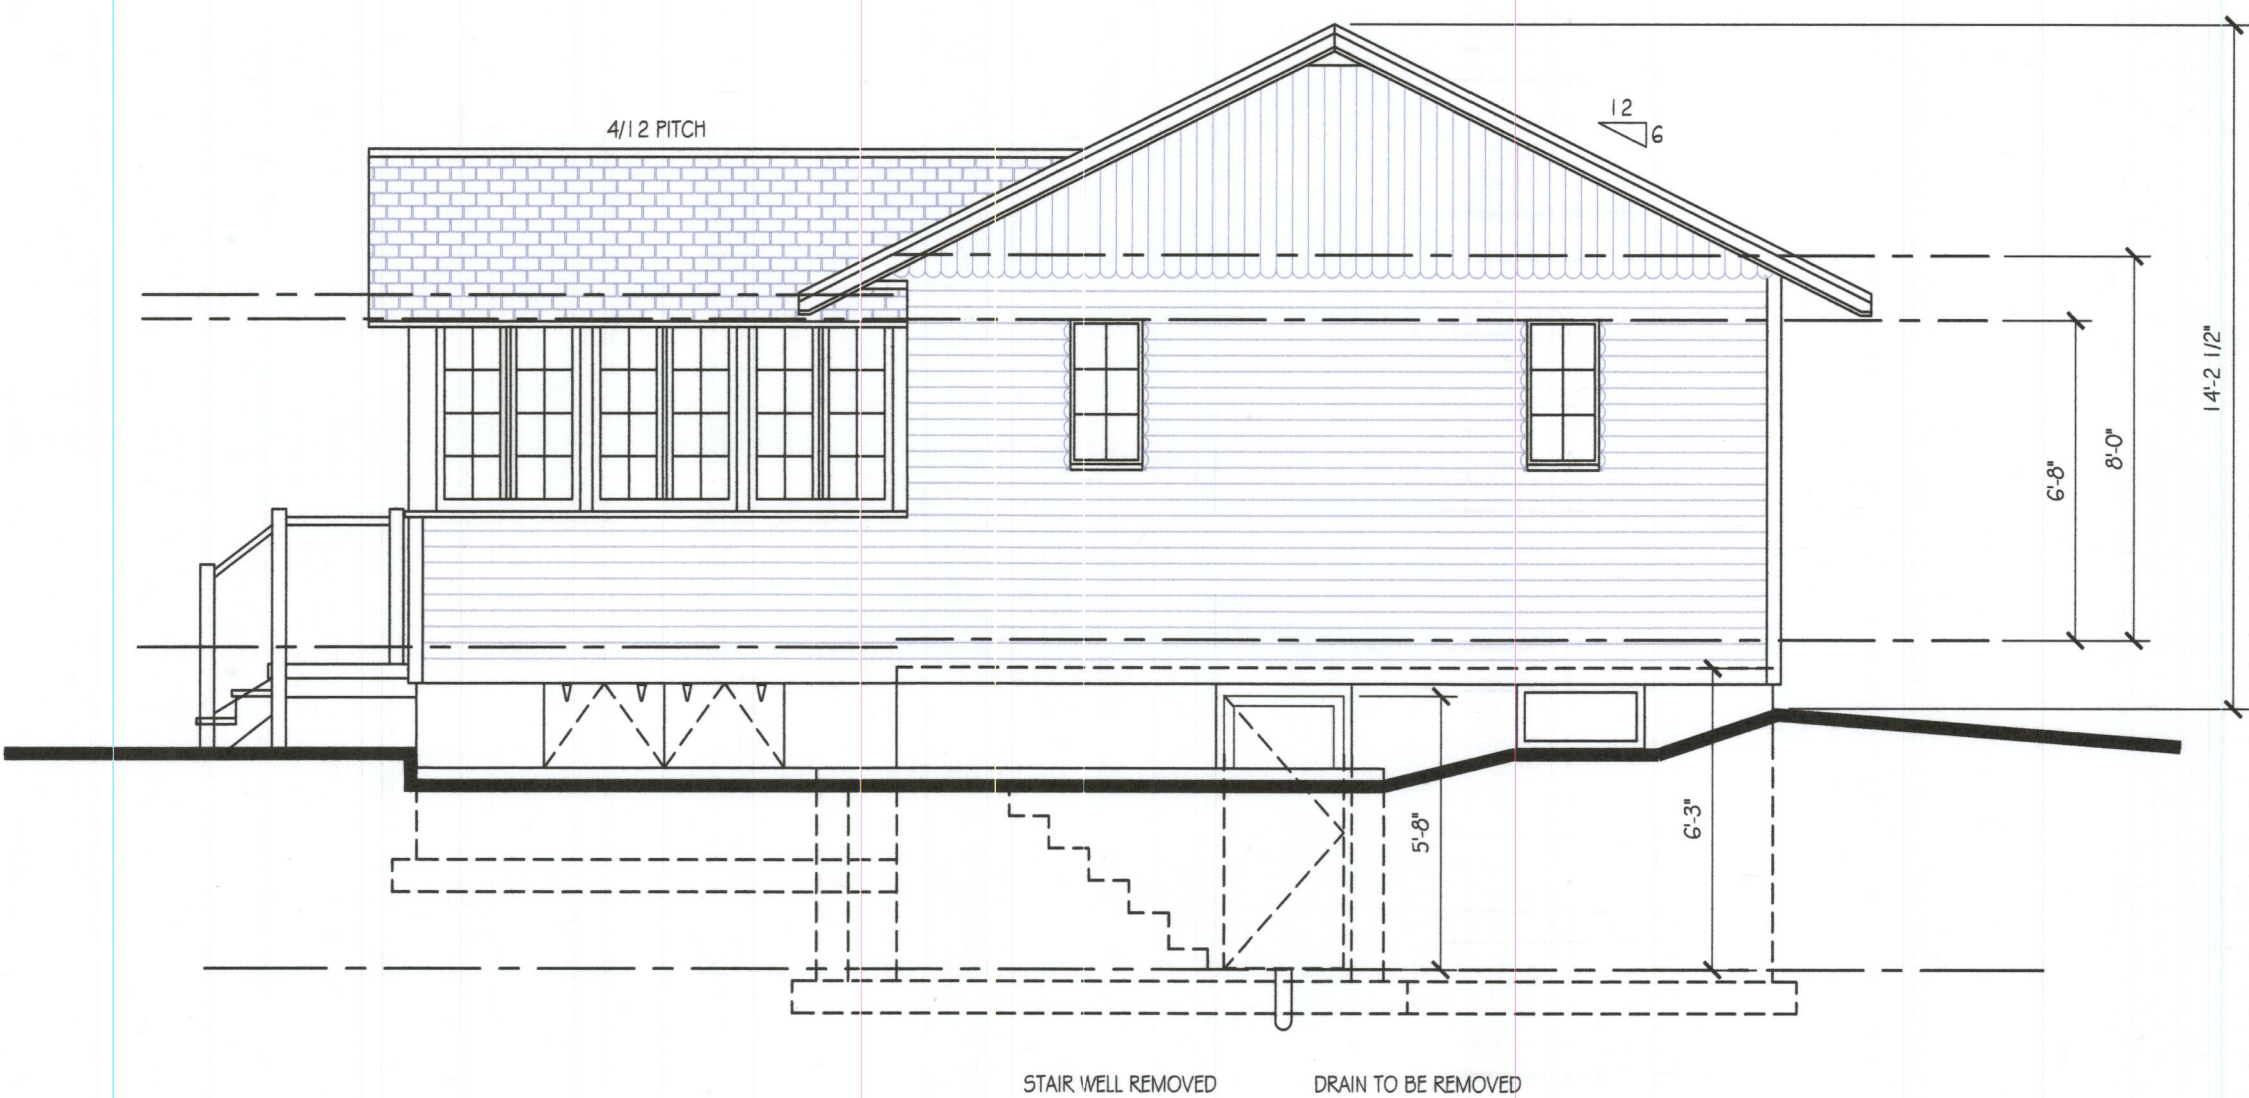 4/12 PITCH
12
6
14'-2 1/2"
8'-0"
6'-8"
5'-8"
6'-3"
STAIR WELL REMOVED
DRAIN TO BE REMOVED